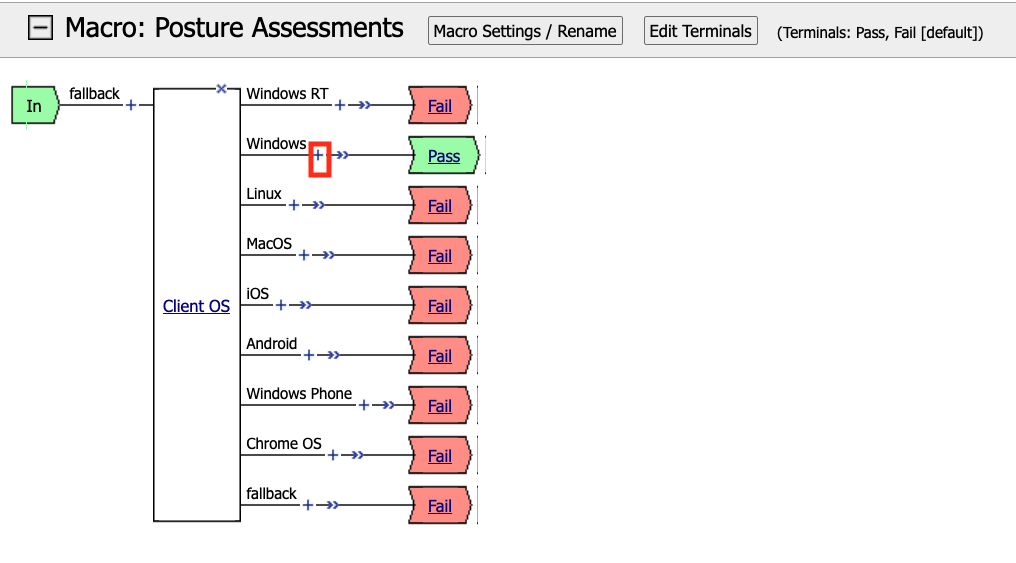 Macro: Posture Assessments
Macro Settings / Rename
Edit Terminals
(Terminals: Pass, Fail [default])
In
fallback
Client OS
Windows RT
Fail
Windows
Pass
Linux
Fail
MacOS
Fail
iOS
Fail
Android
Fail
Windows Phone
Fail
Chrome OS
Fail
fallback
Fail